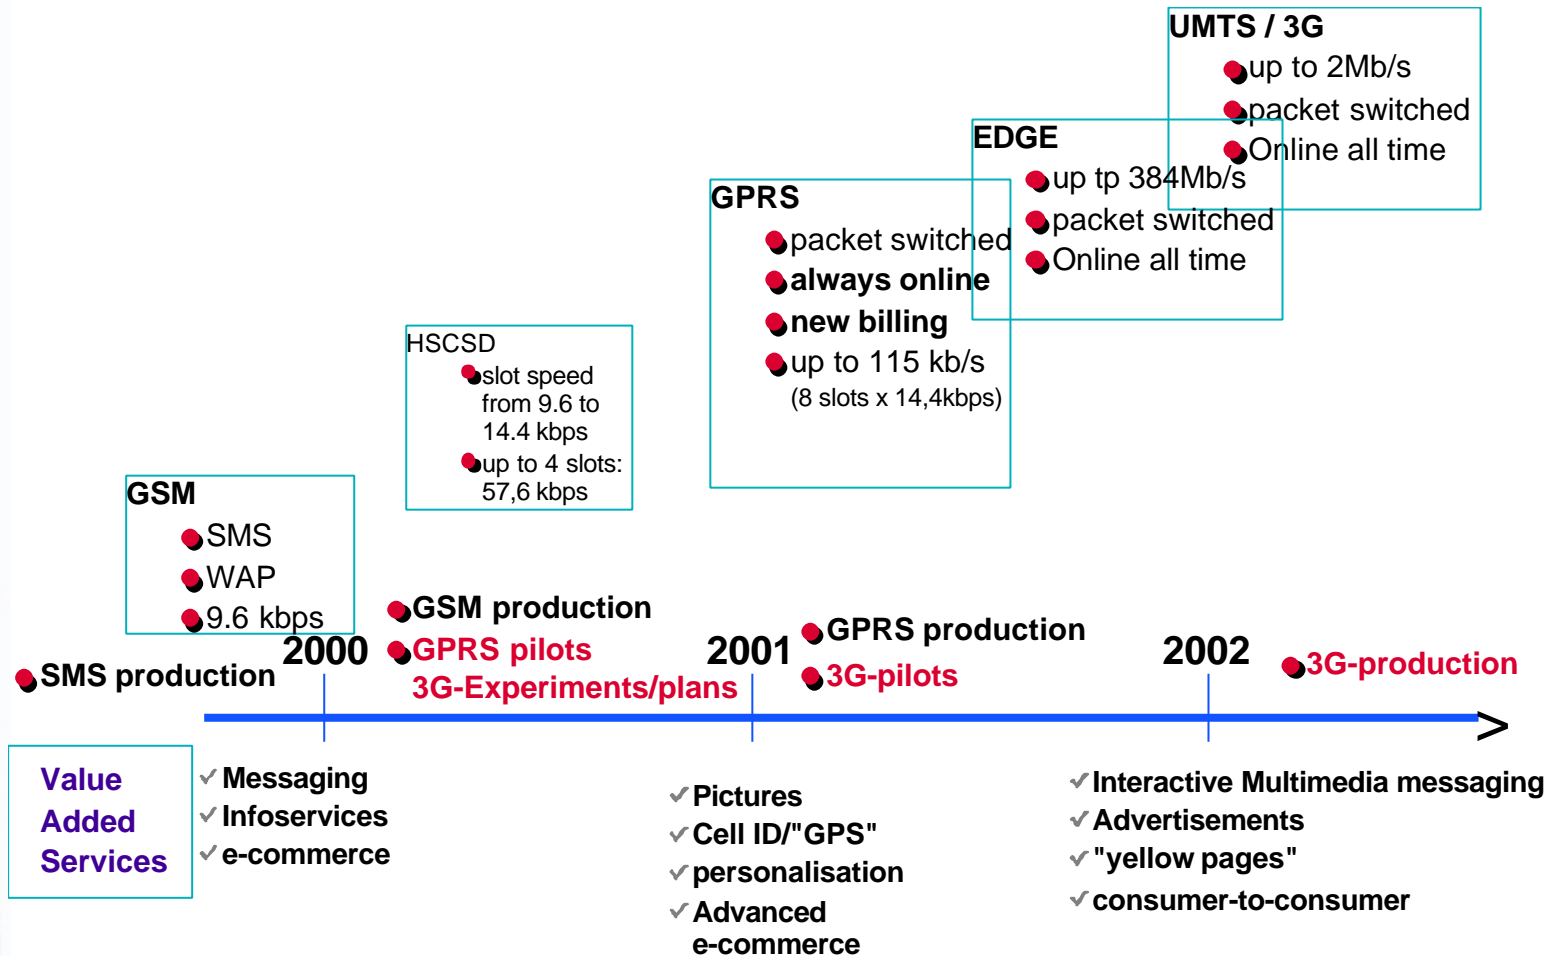 UMTS / 3G
up to 2Mb/s
packet switched
Online all time
EDGE
up tp 384Mb/s
packet switched
Online all time
GPRS
packet switched
always online
new billing
up to 115 kb/s
(8 slots x 14,4kbps)
HSCSD
slot speed
from 9.6 to
14.4 kbps
up to 4 slots:
57,6 kbps
GSM
SMS
WAP
9.6 kbps
SMS production
2000
GSM production
GPRS pilots
3G-Experiments/plans
2001
GPRS production
3G-pilots
2002
3G-production
Value
Added
Services
Messaging
Infoservices
e-commerce
Pictures
Cell ID/"GPS"
personalisation
Advanced
e-commerce
Interactive Multimedia messaging
Advertisements
"yellow pages"
consumer-to-consumer